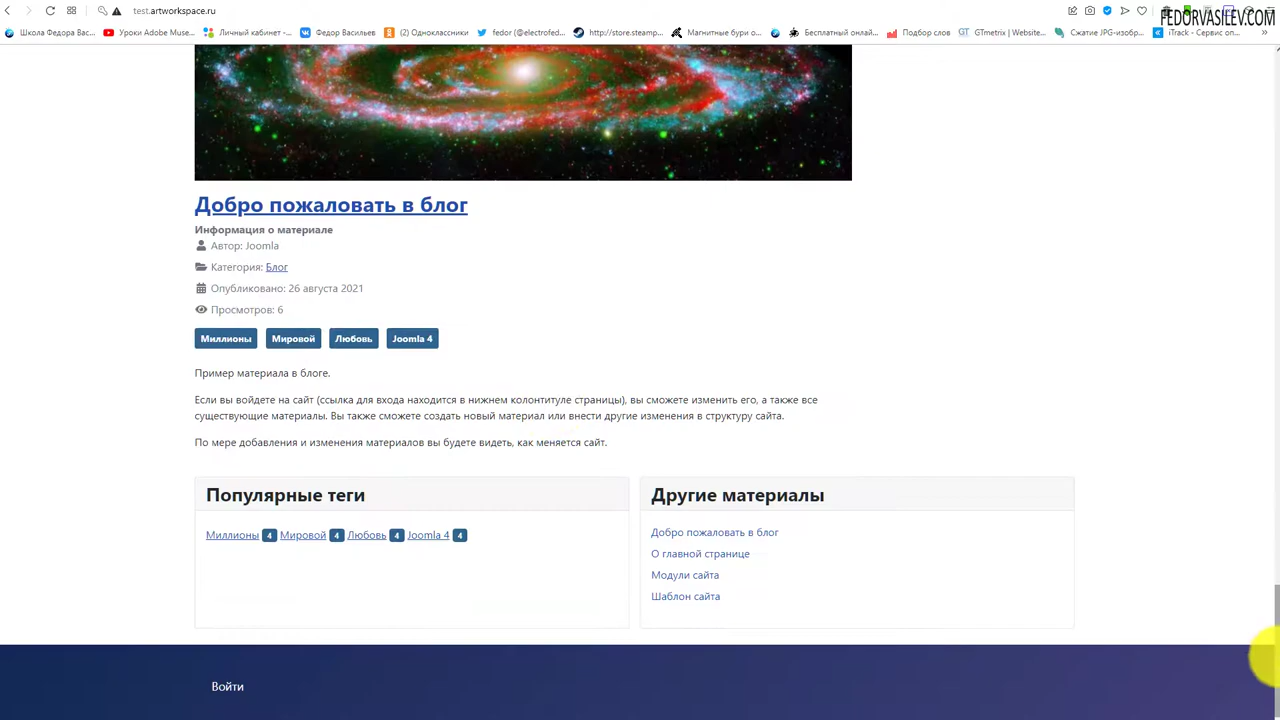 test.artworkspace.ru
FEDORVASILEV.COM
Школа Федора Вас...
Уроки Adobe Muse...
Личный кабинет -...
Федор Васильев
(2) Одноклассники
fedor (@electrofed...
http://store.steamp...
Магнитные бури о...
Бесплатный онлай...
Подбор слов
GTmetrix | Website...
Сжатие JPG-изобр...
iTrack - Сервис оп...
Добро пожаловать в блог
Информация о материале
Автор: Joomla
Категория: Блог
Опубликовано: 26 августа 2021
Просмотров: 6
Миллионы Мировой Любовь Joomla 4
Пример материала в блоге.
Если вы войдете на сайт (ссылка для входа находится в нижнем колонтитуле страницы), вы сможете изменить его, а также все
существующие материалы. Вы также сможете создать новый материал или внести другие изменения в структуру сайта.
По мере добавления и изменения материалов вы будете видеть, как меняется сайт.
Популярные теги
Миллионы 4 Мировой 4 Любовь 4 Joomla 4 4
Другие материалы
Добро пожаловать в блог
О главной странице
Модули сайта
Шаблон сайта
Войти